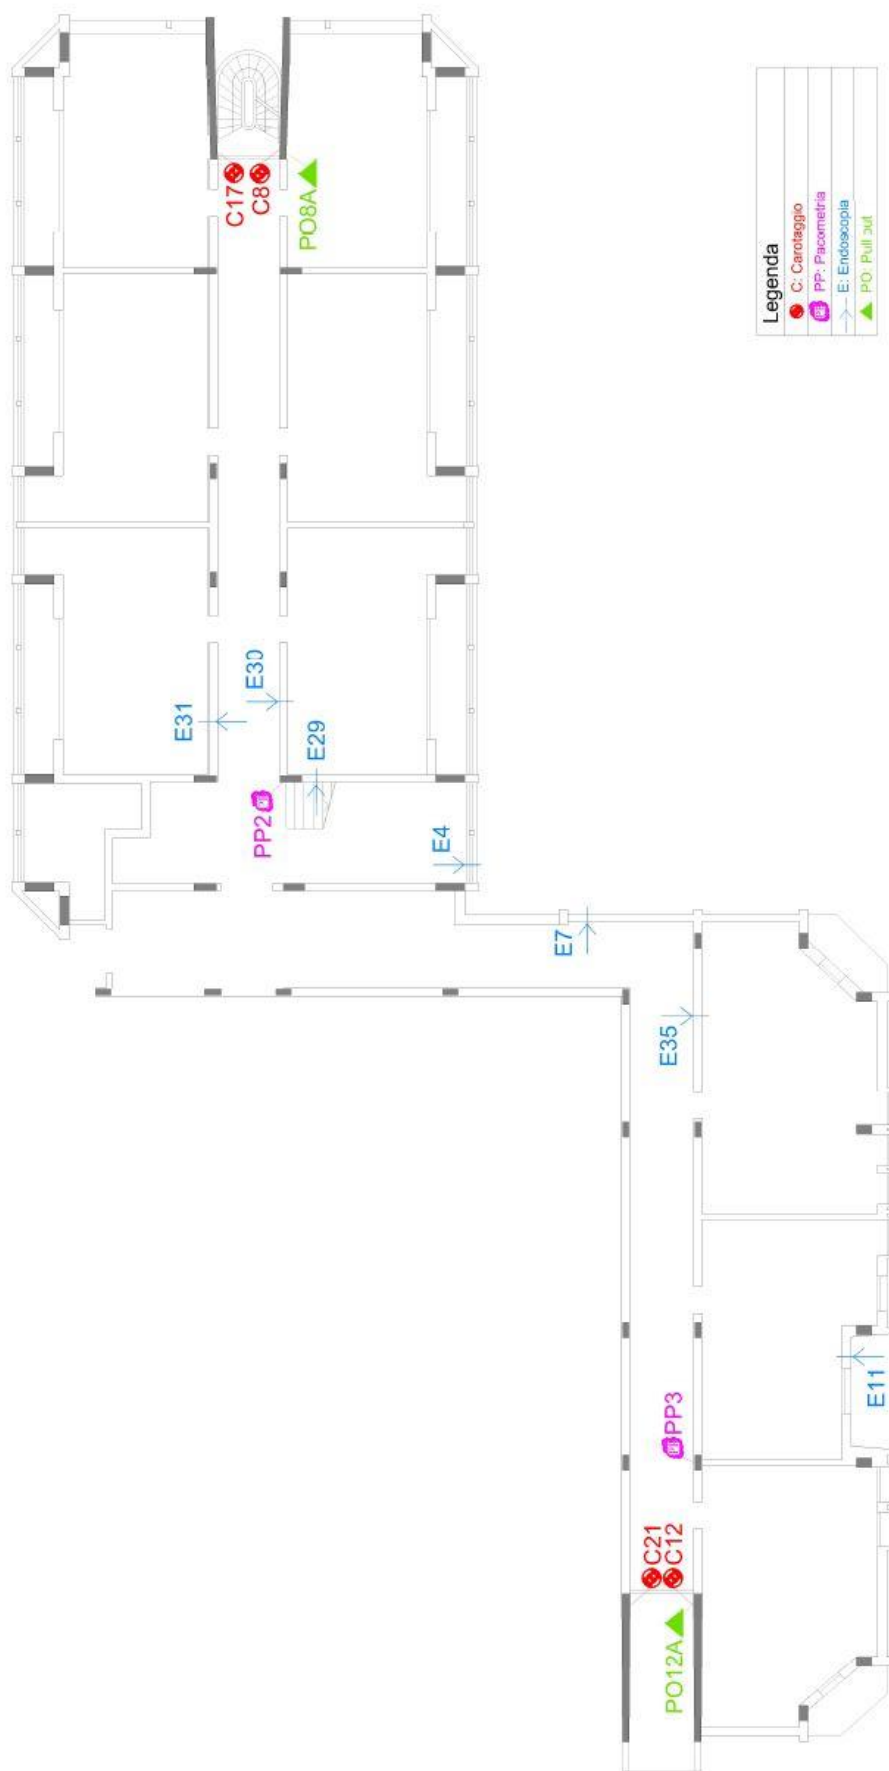 C17
C8
PO8A
Legenda
C: Carotaggio
PP: Pacometria
E: Endoscopia
PO: Pull out
E31
E30
E29
PP2
E4
E7
E35
E11
PP3
C21
C12
PO12A